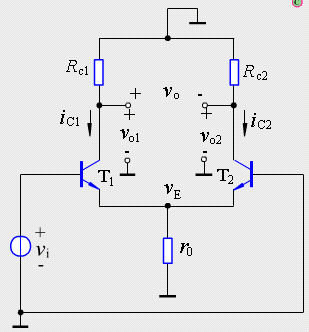 Rc1
vo
Rc2
+
-
iC1
+
vo1
-
+
vo2
-
iC2
T1
vE
T2
+
vi
-
r0